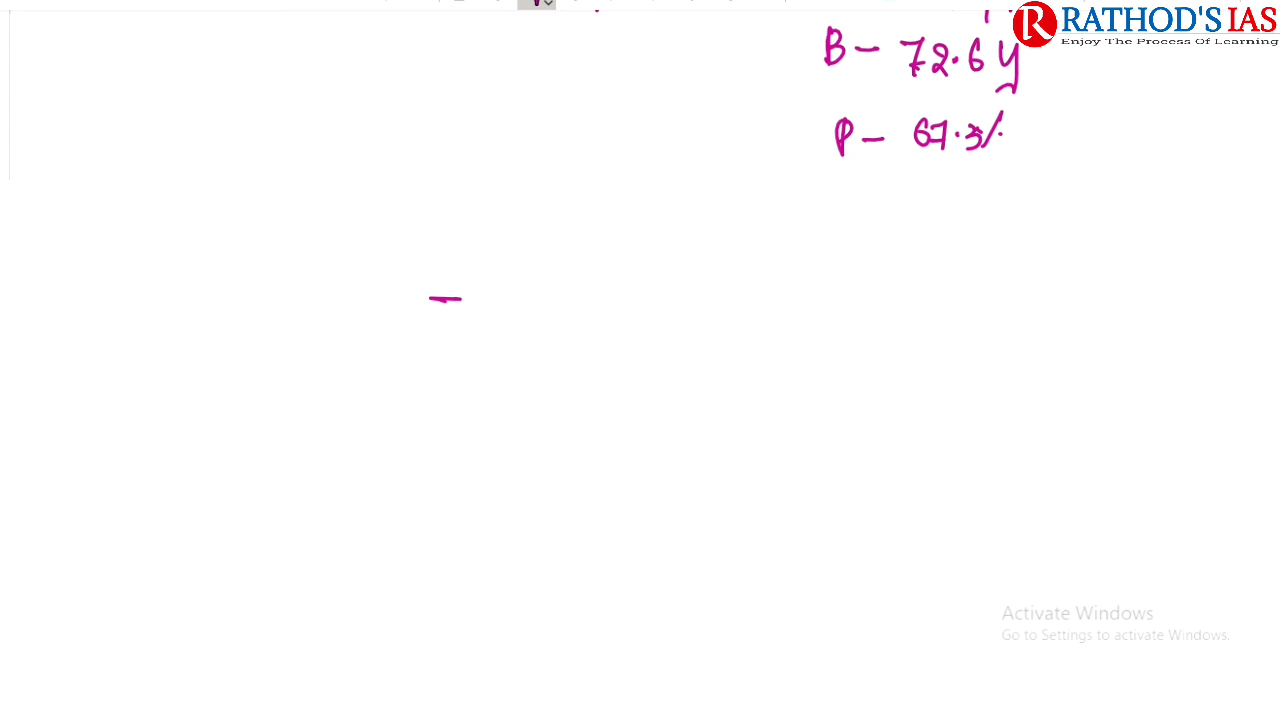 RATHOD'S IAS
Enjoy The Process Of Learning
B - 72.6 y
P - 67.3%
Activate Windows
Go to Settings to activate Windows.